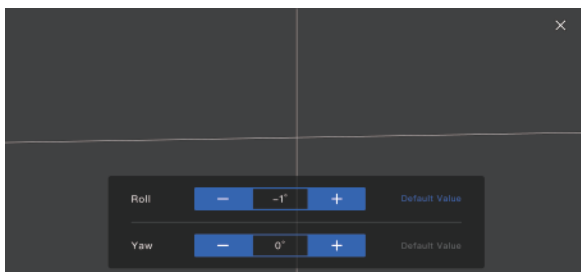 Roll − −1° + Default Value
Yaw − 0° + Default Value